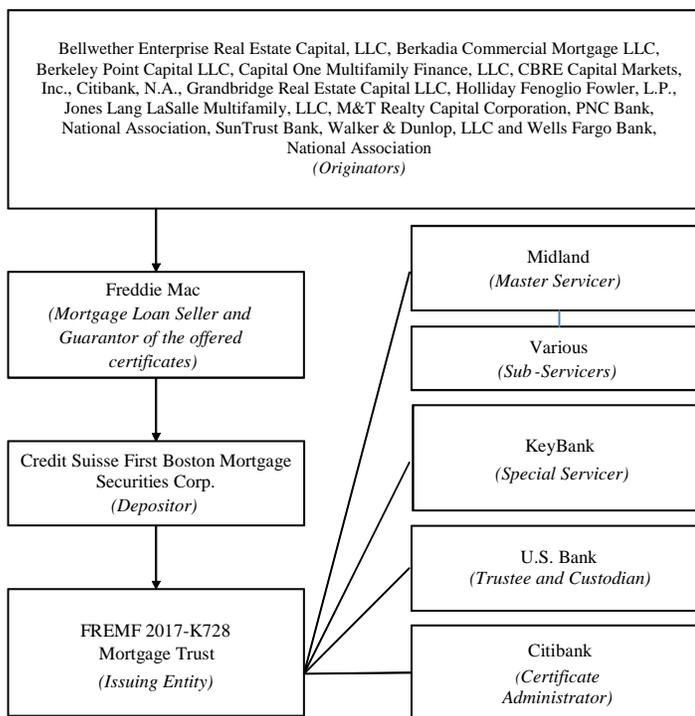 Bellwether Enterprise Real Estate Capital, LLC, Berkadia Commercial Mortgage LLC,
Berkeley Point Capital LLC, Capital One Multifamily Finance, LLC, CBRE Capital Markets,
Inc., Citibank, N.A., Grandbridge Real Estate Capital LLC, Holliday Fenoglio Fowler, L.P.,
Jones Lang LaSalle Multifamily, LLC, M&T Realty Capital Corporation, PNC Bank,
National Association, SunTrust Bank, Walker & Dunlop, LLC and Wells Fargo Bank,
National Association
(Originators)
Freddie Mac
(Mortgage Loan Seller and
Guarantor of the offered
certificates)
Credit Suisse First Boston Mortgage
Securities Corp.
(Depositor)
FREMF 2017-K728
Mortgage Trust
(Issuing Entity)
Midland
(Master Servicer)
Various
(Sub-Servicers)
KeyBank
(Special Servicer)
U.S. Bank
(Trustee and Custodian)
Citibank
(Certificate
Administrator)